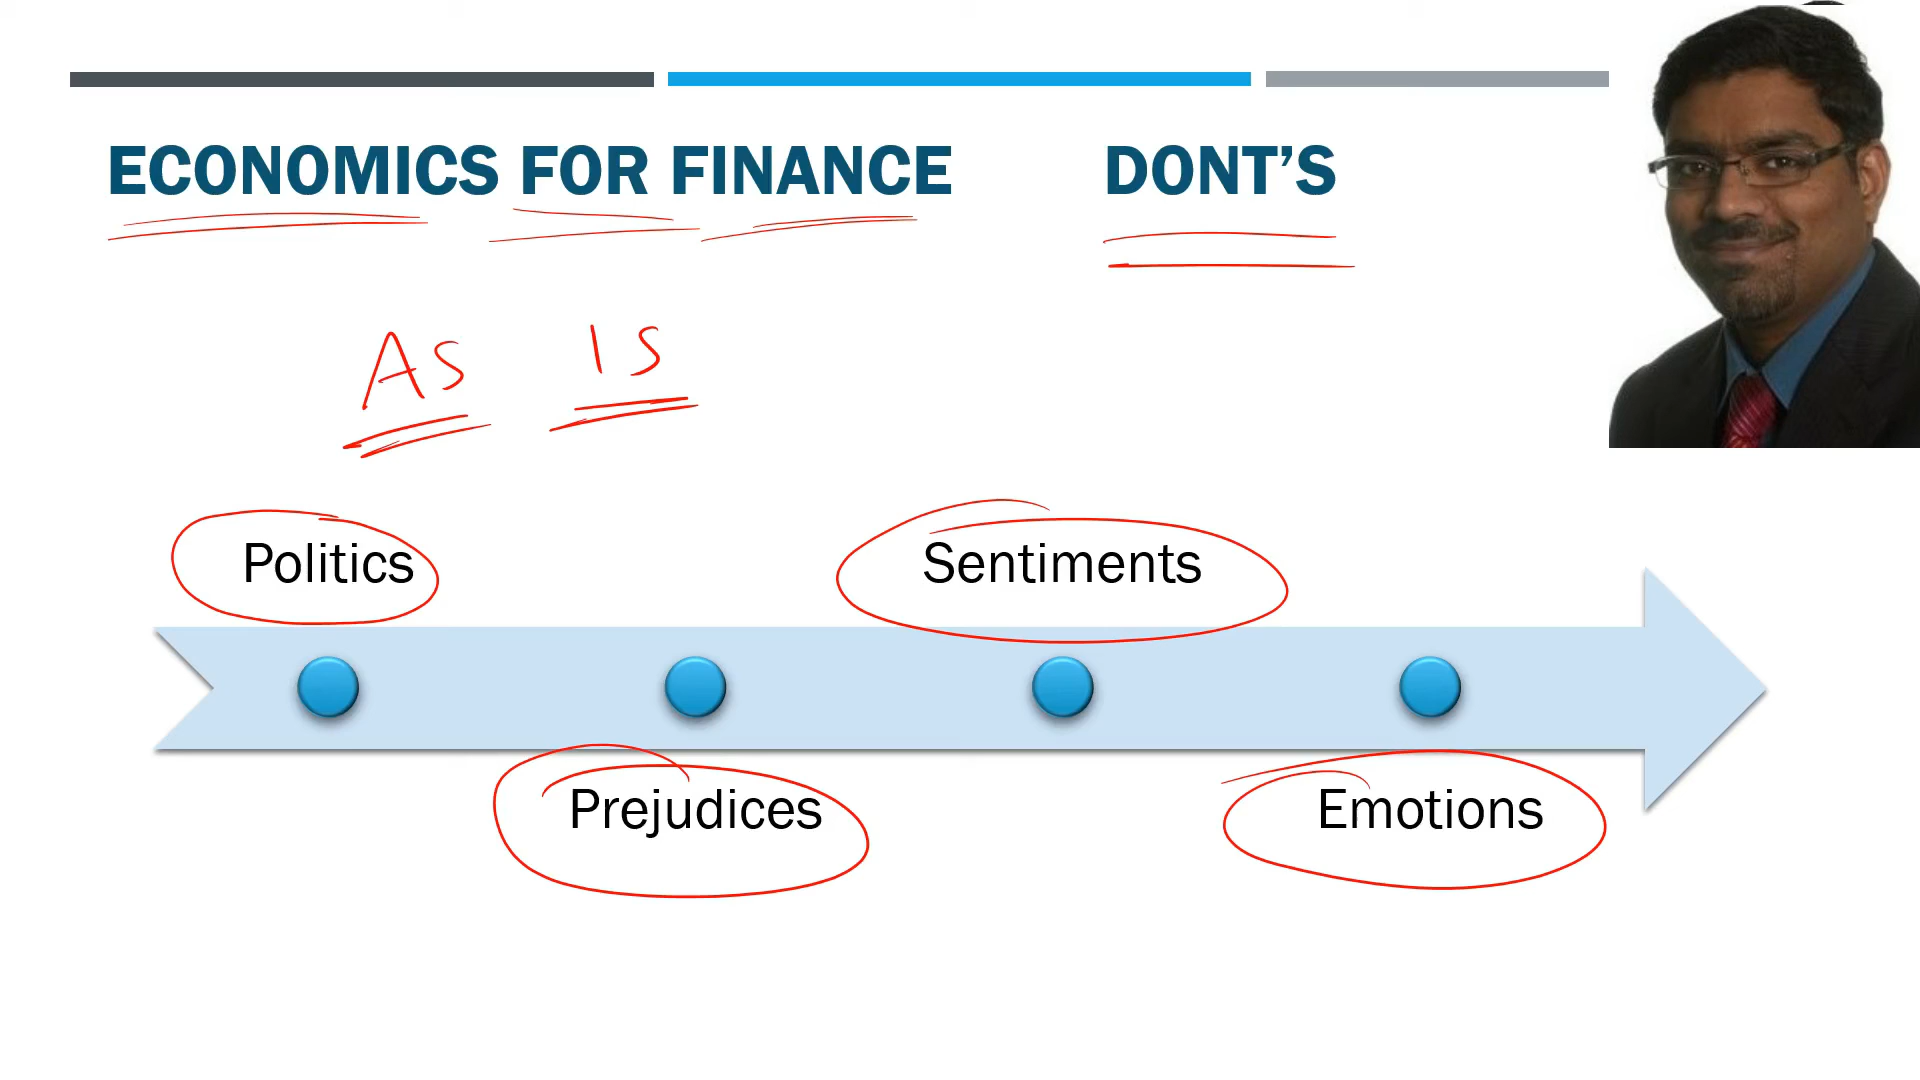 ECONOMICS FOR FINANCE DONT’S
AS IS
Politics Sentiments
Prejudices Emotions